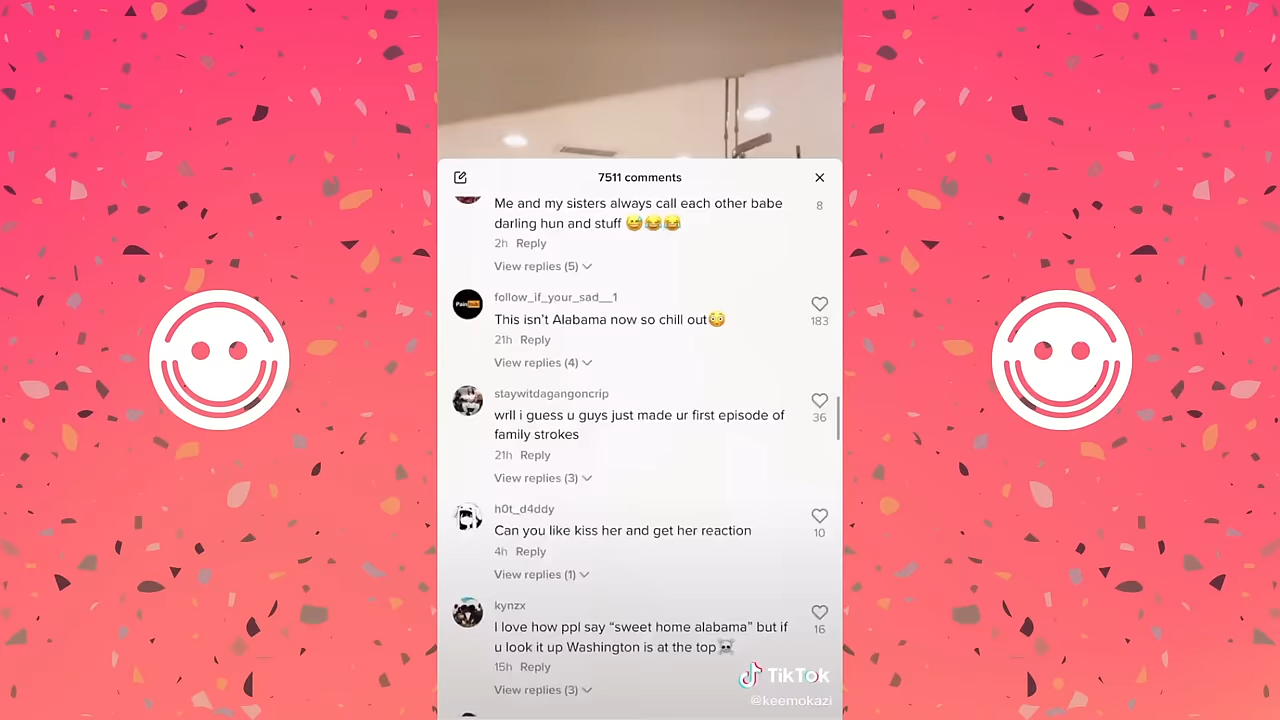 7511 comments
Me and my sisters always call each other babe
darling hun and stuff 😅😂😂
8
2h Reply
View replies (5)
Pain hub
follow_if_your_sad__1
This isn't Alabama now so chill out😳
183
21h Reply
View replies (4)
staywitdagangoncrip
wrll i guess u guys just made ur first episode of
family strokes
36
21h Reply
View replies (3)
h0t_d4ddy
Can you like kiss her and get her reaction
10
4h Reply
View replies (1)
kynzx
I love how ppl say “sweet home alabama” but if
u look it up Washington is at the top☠️
16
15h Reply
View replies (3)
TikTok
@keemokazi